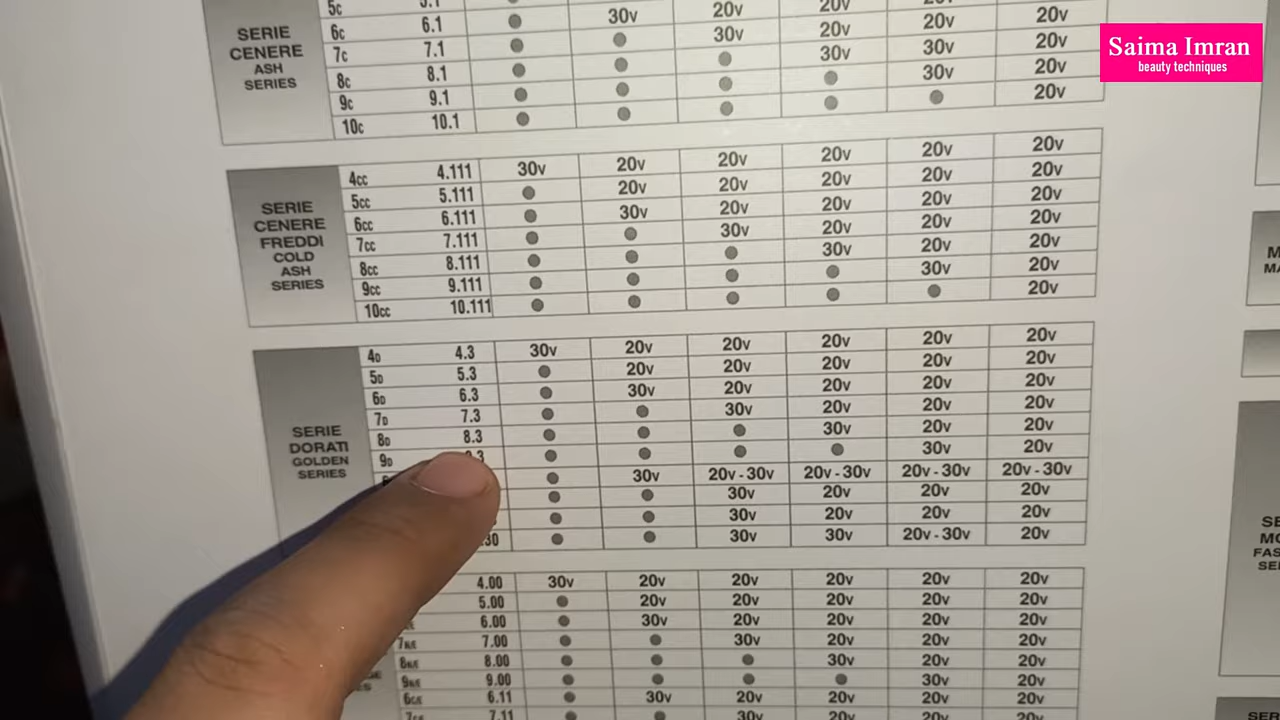 Saima Imran
beauty techniques
SERIE
CENERE
ASH
SERIES
5c
6c 6.1 30v 20v 20v 20v 20v
7c 7.1 30v 20v 20v 20v
8c 8.1 30v 30v 20v
9c 9.1 30v 20v
10c 10.1 20v
SERIE
CENERE
FREDDI
COLD
ASH
SERIES
4cc 4.111 30v 20v 20v 20v 20v 20v
5cc 5.111 20v 20v 20v 20v 20v
6cc 6.111 30v 20v 20v 20v 20v
7cc 7.111 30v 20v 20v 20v
8cc 8.111 30v 20v 20v
9cc 9.111 30v 20v
10cc 10.111 20v
SERIE
DORATI
GOLDEN
SERIES
4D 4.3 30v 20v 20v 20v 20v 20v
5D 5.3 20v 20v 20v 20v 20v
6D 6.3 30v 20v 20v 20v 20v
7D 7.3 30v 20v 20v 20v
8D 8.3 30v 20v 20v
9D 30v 20v
30v 20v - 30v 20v - 30v 20v - 30v 20v - 30v
30v 20v 20v 20v
30v 20v 20v 20v
30v 30v 20v - 30v 20v
4.00 30v 20v 20v 20v 20v 20v
5.00 20v 20v 20v 20v 20v
6.00 30v 20v 20v 20v 20v
7.00 30v 20v 20v 20v
8.00 30v 20v 20v
9.00 30v 20v
6.11 30v 20v 20v 20v 20v
7.11 30v 20v 20v 20v